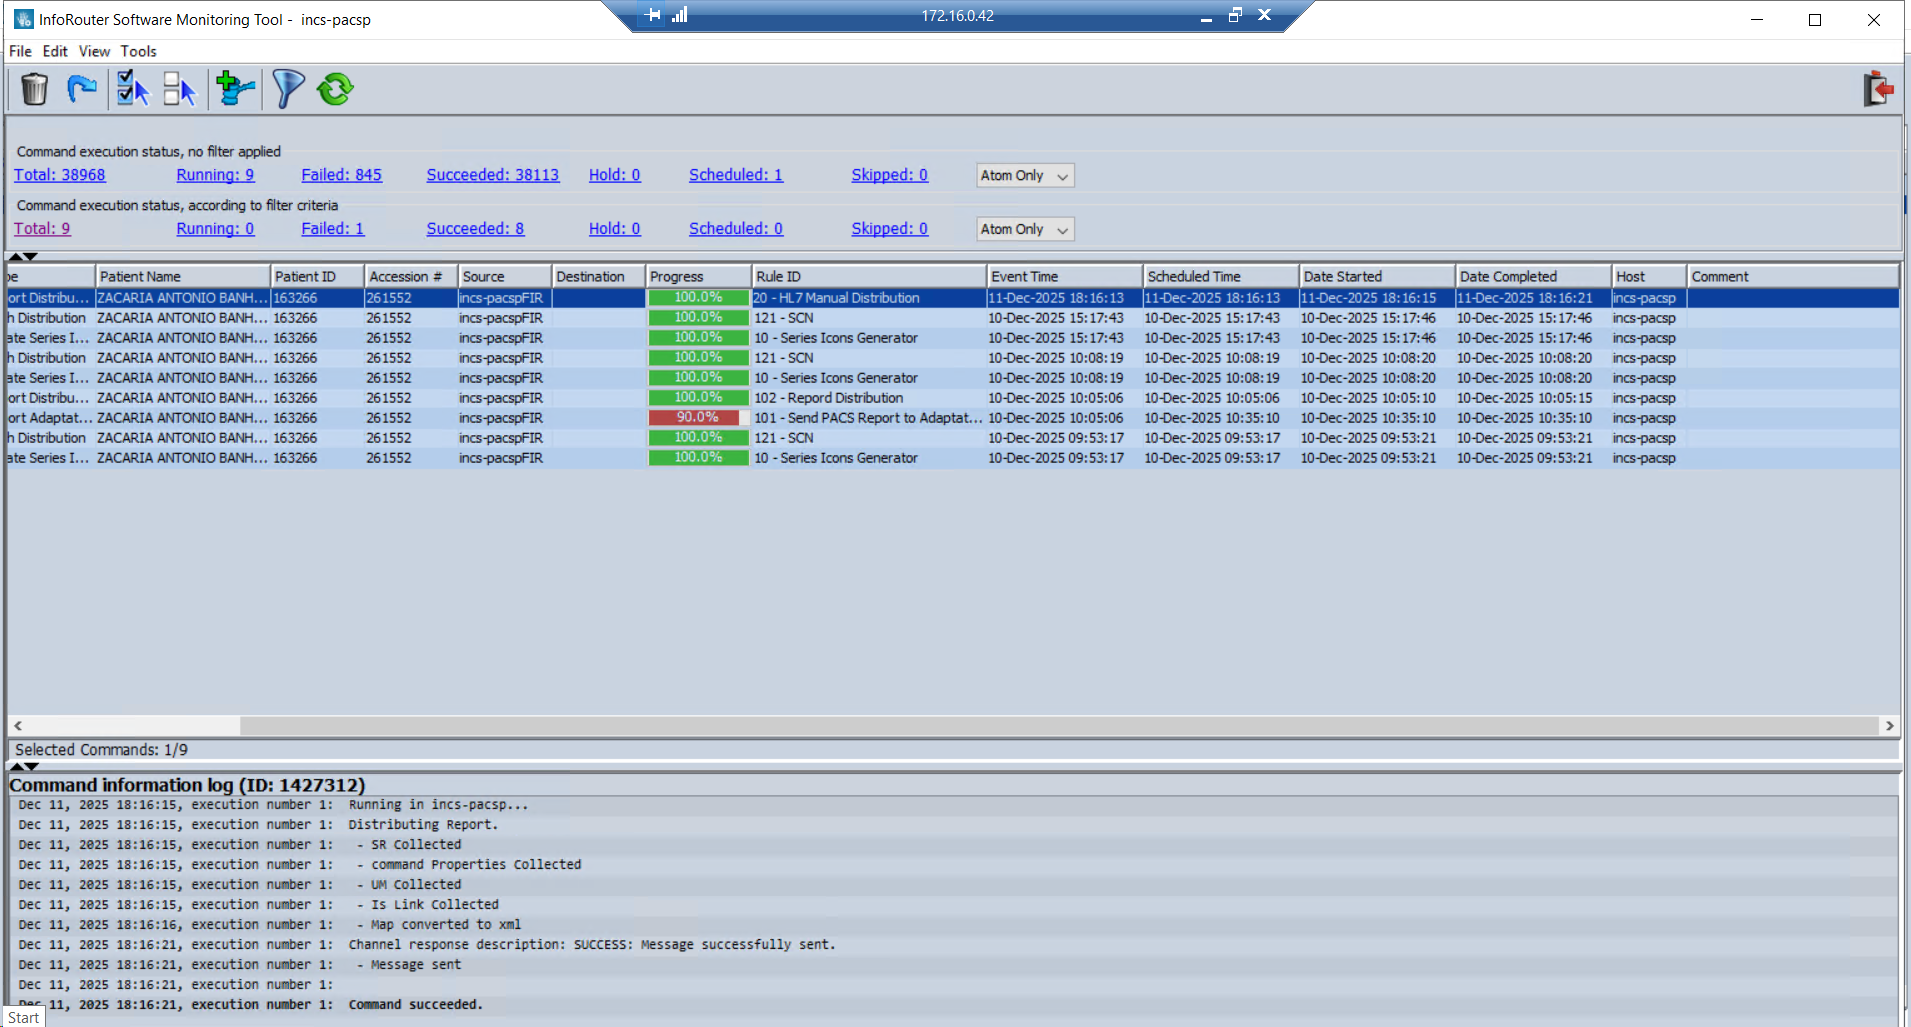 InfoRouter Software Monitoring Tool - incs-pacsp
172.16.0.42
File Edit View Tools
Command execution status, no filter applied
Total: 38968 Running: 9 Failed: 845 Succeeded: 38113 Hold: 0 Scheduled: 1 Skipped: 0 Atom Only
Command execution status, according to filter criteria
Total: 9 Running: 0 Failed: 1 Succeeded: 8 Hold: 0 Scheduled: 0 Skipped: 0 Atom Only
pe Patient Name Patient ID Accession # Source Destination Progress Rule ID Event Time Scheduled Time Date Started Date Completed Host Comment
ort Distribu... ZACARIA ANTONIO BANH... 163266 261552 incs-pacspFIR 100.0% 20 - HL7 Manual Distribution 11-Dec-2025 18:16:13 11-Dec-2025 18:16:13 11-Dec-2025 18:16:15 11-Dec-2025 18:16:21 incs-pacsp
h Distribution ZACARIA ANTONIO BANH... 163266 261552 incs-pacspFIR 100.0% 121 - SCN 10-Dec-2025 15:17:43 10-Dec-2025 15:17:43 10-Dec-2025 15:17:46 10-Dec-2025 15:17:46 incs-pacsp
ate Series I... ZACARIA ANTONIO BANH... 163266 261552 incs-pacspFIR 100.0% 10 - Series Icons Generator 10-Dec-2025 15:17:43 10-Dec-2025 15:17:43 10-Dec-2025 15:17:46 10-Dec-2025 15:17:46 incs-pacsp
h Distribution ZACARIA ANTONIO BANH... 163266 261552 incs-pacspFIR 100.0% 121 - SCN 10-Dec-2025 10:08:19 10-Dec-2025 10:08:19 10-Dec-2025 10:08:20 10-Dec-2025 10:08:20 incs-pacsp
ate Series I... ZACARIA ANTONIO BANH... 163266 261552 incs-pacspFIR 100.0% 10 - Series Icons Generator 10-Dec-2025 10:08:19 10-Dec-2025 10:08:19 10-Dec-2025 10:08:20 10-Dec-2025 10:08:20 incs-pacsp
ort Distribu... ZACARIA ANTONIO BANH... 163266 261552 incs-pacspFIR 100.0% 102 - Repord Distribution 10-Dec-2025 10:05:06 10-Dec-2025 10:05:06 10-Dec-2025 10:05:10 10-Dec-2025 10:05:15 incs-pacsp
ort Adaptat... ZACARIA ANTONIO BANH... 163266 261552 incs-pacspFIR 90.0% 101 - Send PACS Report to Adaptat... 10-Dec-2025 10:05:06 10-Dec-2025 10:35:10 10-Dec-2025 10:35:10 10-Dec-2025 10:35:10 incs-pacsp
h Distribution ZACARIA ANTONIO BANH... 163266 261552 incs-pacspFIR 100.0% 121 - SCN 10-Dec-2025 09:53:17 10-Dec-2025 09:53:17 10-Dec-2025 09:53:21 10-Dec-2025 09:53:21 incs-pacsp
ate Series I... ZACARIA ANTONIO BANH... 163266 261552 incs-pacspFIR 100.0% 10 - Series Icons Generator 10-Dec-2025 09:53:17 10-Dec-2025 09:53:17 10-Dec-2025 09:53:21 10-Dec-2025 09:53:21 incs-pacsp
Selected Commands: 1/9
Command information log (ID: 1427312)
Dec 11, 2025 18:16:15, execution number 1: Running in incs-pacsp...
Dec 11, 2025 18:16:15, execution number 1: Distributing Report.
Dec 11, 2025 18:16:15, execution number 1: - SR Collected
Dec 11, 2025 18:16:15, execution number 1: - command Properties Collected
Dec 11, 2025 18:16:15, execution number 1: - UM Collected
Dec 11, 2025 18:16:15, execution number 1: - Is Link Collected
Dec 11, 2025 18:16:16, execution number 1: - Map converted to xml
Dec 11, 2025 18:16:21, execution number 1: Channel response description: SUCCESS: Message successfully sent.
Dec 11, 2025 18:16:21, execution number 1: - Message sent
Dec 11, 2025 18:16:21, execution number 1:
Dec 11, 2025 18:16:21, execution number 1: Command succeeded.
Start